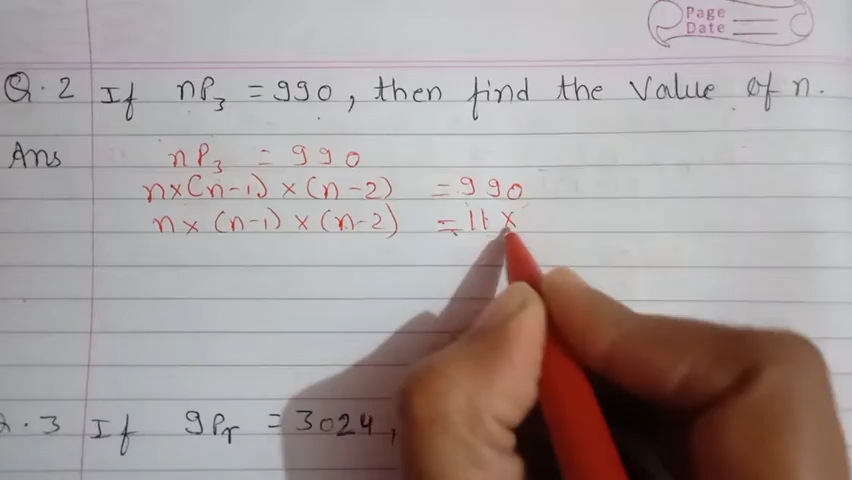 Page
Date
Q.2 If nP₃ = 990, then find the value of n.
Ans nP₃ = 990
n×(n-1)×(n-2) = 990
n×(n-1)×(n-2) = 11×
.3 If 9Pr = 3024,